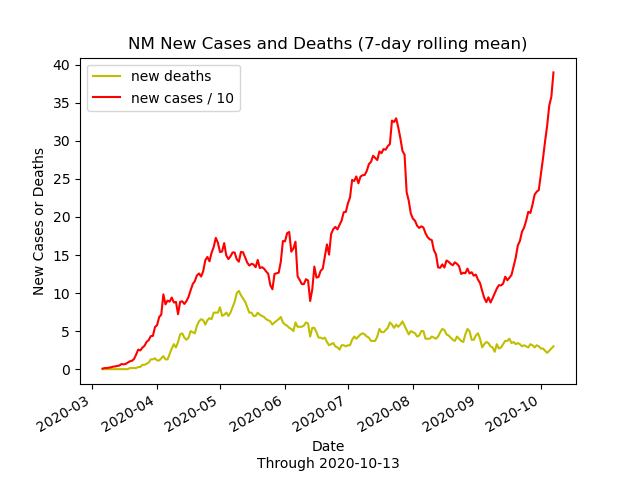 NM New Cases and Deaths (7-day rolling mean)
new deaths
new cases / 10
New Cases or Deaths
40
35
30
25
20
15
10
5
0
2020-03
2020-04
2020-05
2020-06
2020-07
2020-08
2020-09
2020-10
Date
Through 2020-10-13